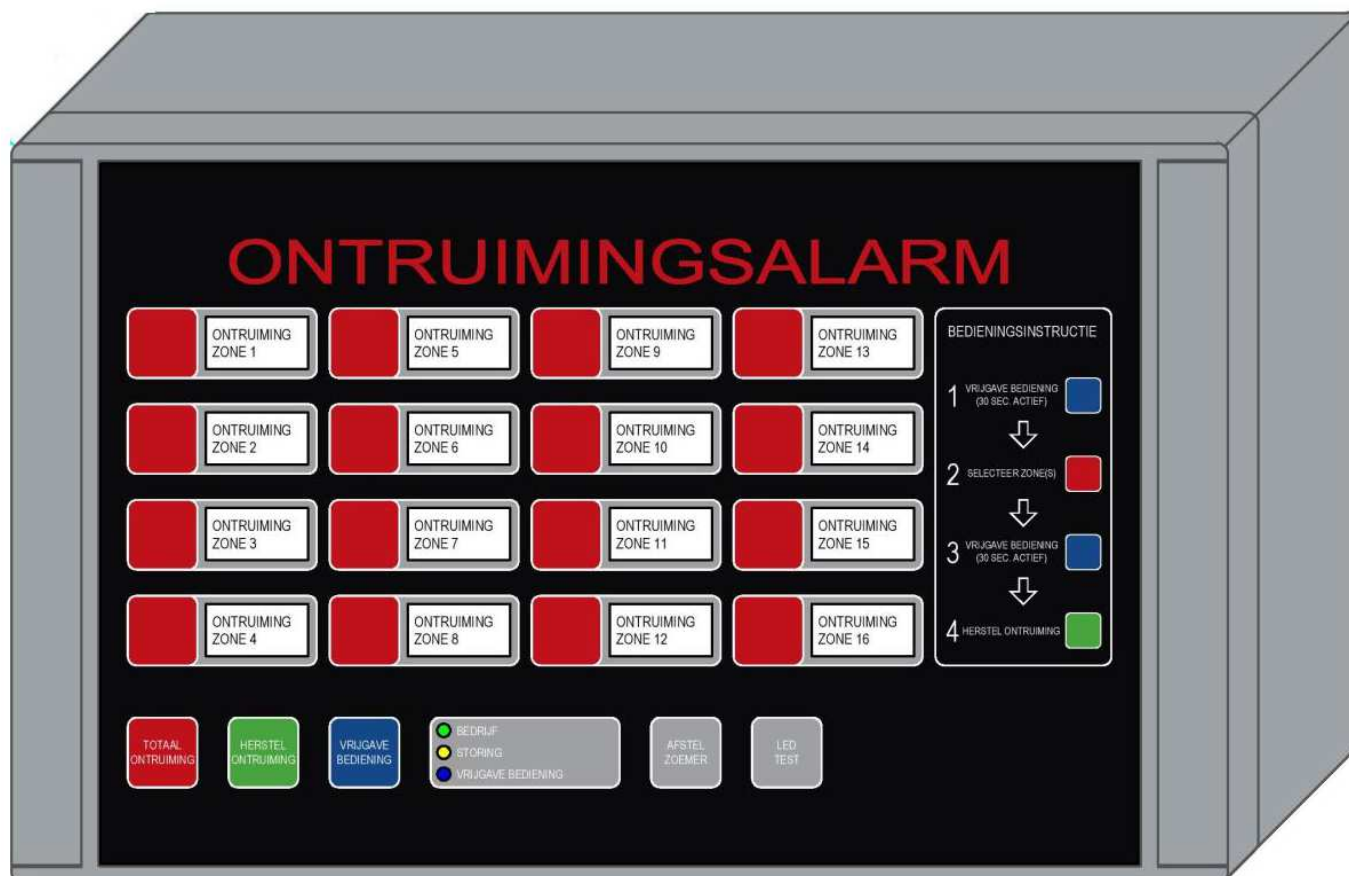 ONTRUIMINGSALARM
ONTRUIMING
ZONE 1
ONTRUIMING
ZONE 5
ONTRUIMING
ZONE 9
ONTRUIMING
ZONE 13
ONTRUIMING
ZONE 2
ONTRUIMING
ZONE 6
ONTRUIMING
ZONE 10
ONTRUIMING
ZONE 14
ONTRUIMING
ZONE 3
ONTRUIMING
ZONE 7
ONTRUIMING
ZONE 11
ONTRUIMING
ZONE 15
ONTRUIMING
ZONE 4
ONTRUIMING
ZONE 8
ONTRUIMING
ZONE 12
ONTRUIMING
ZONE 16
BEDIENINGSINSTRUCTIE
1 VRIJGAVE BEDIENING
(30 SEC. ACTIEF)
2 SELECTEER ZONE(S)
3 VRIJGAVE BEDIENING
(30 SEC. ACTIEF)
4 HERSTEL ONTRUIMING
TOTAAL
ONTRUIMING
HERSTEL
ONTRUIMING
VRIJGAVE
BEDIENING
BEDRIJF
STORING
VRIJGAVE BEDIENING
AFSTEL
ZOEMER
LED
TEST